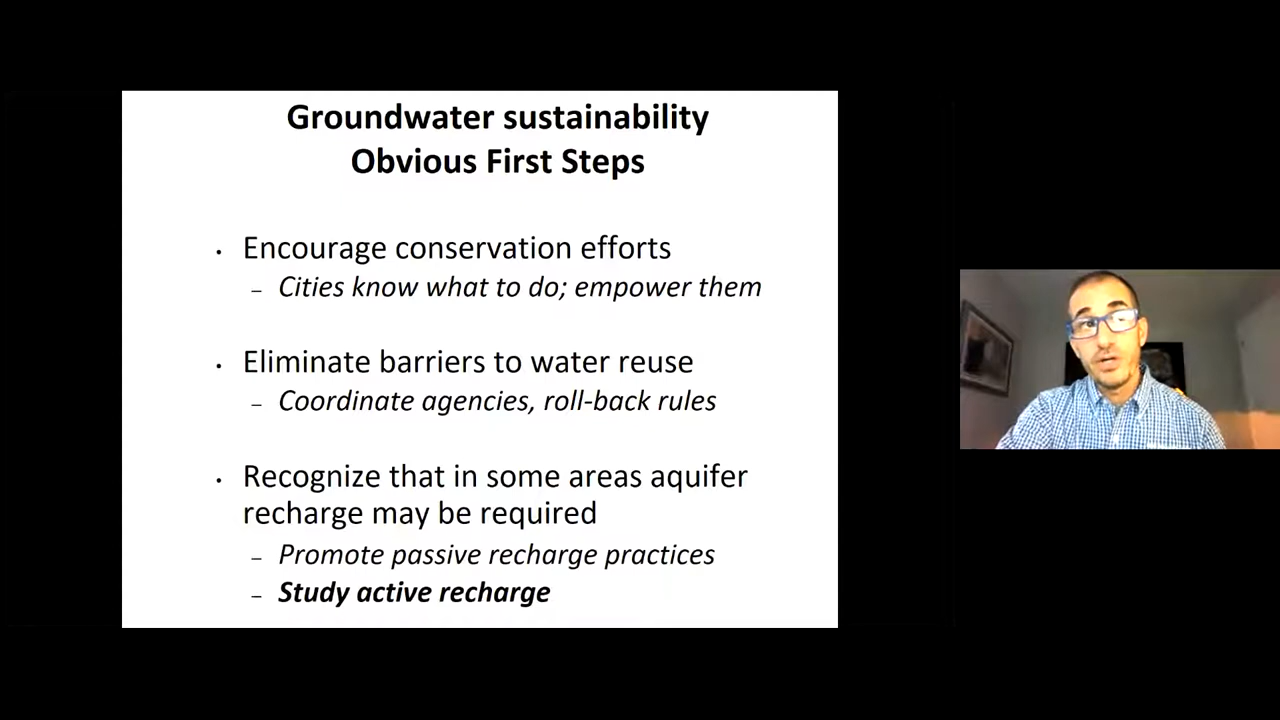 Groundwater sustainability
Obvious First Steps
• Encourage conservation efforts
– Cities know what to do; empower them
• Eliminate barriers to water reuse
– Coordinate agencies, roll-back rules
• Recognize that in some areas aquifer
recharge may be required
– Promote passive recharge practices
– Study active recharge